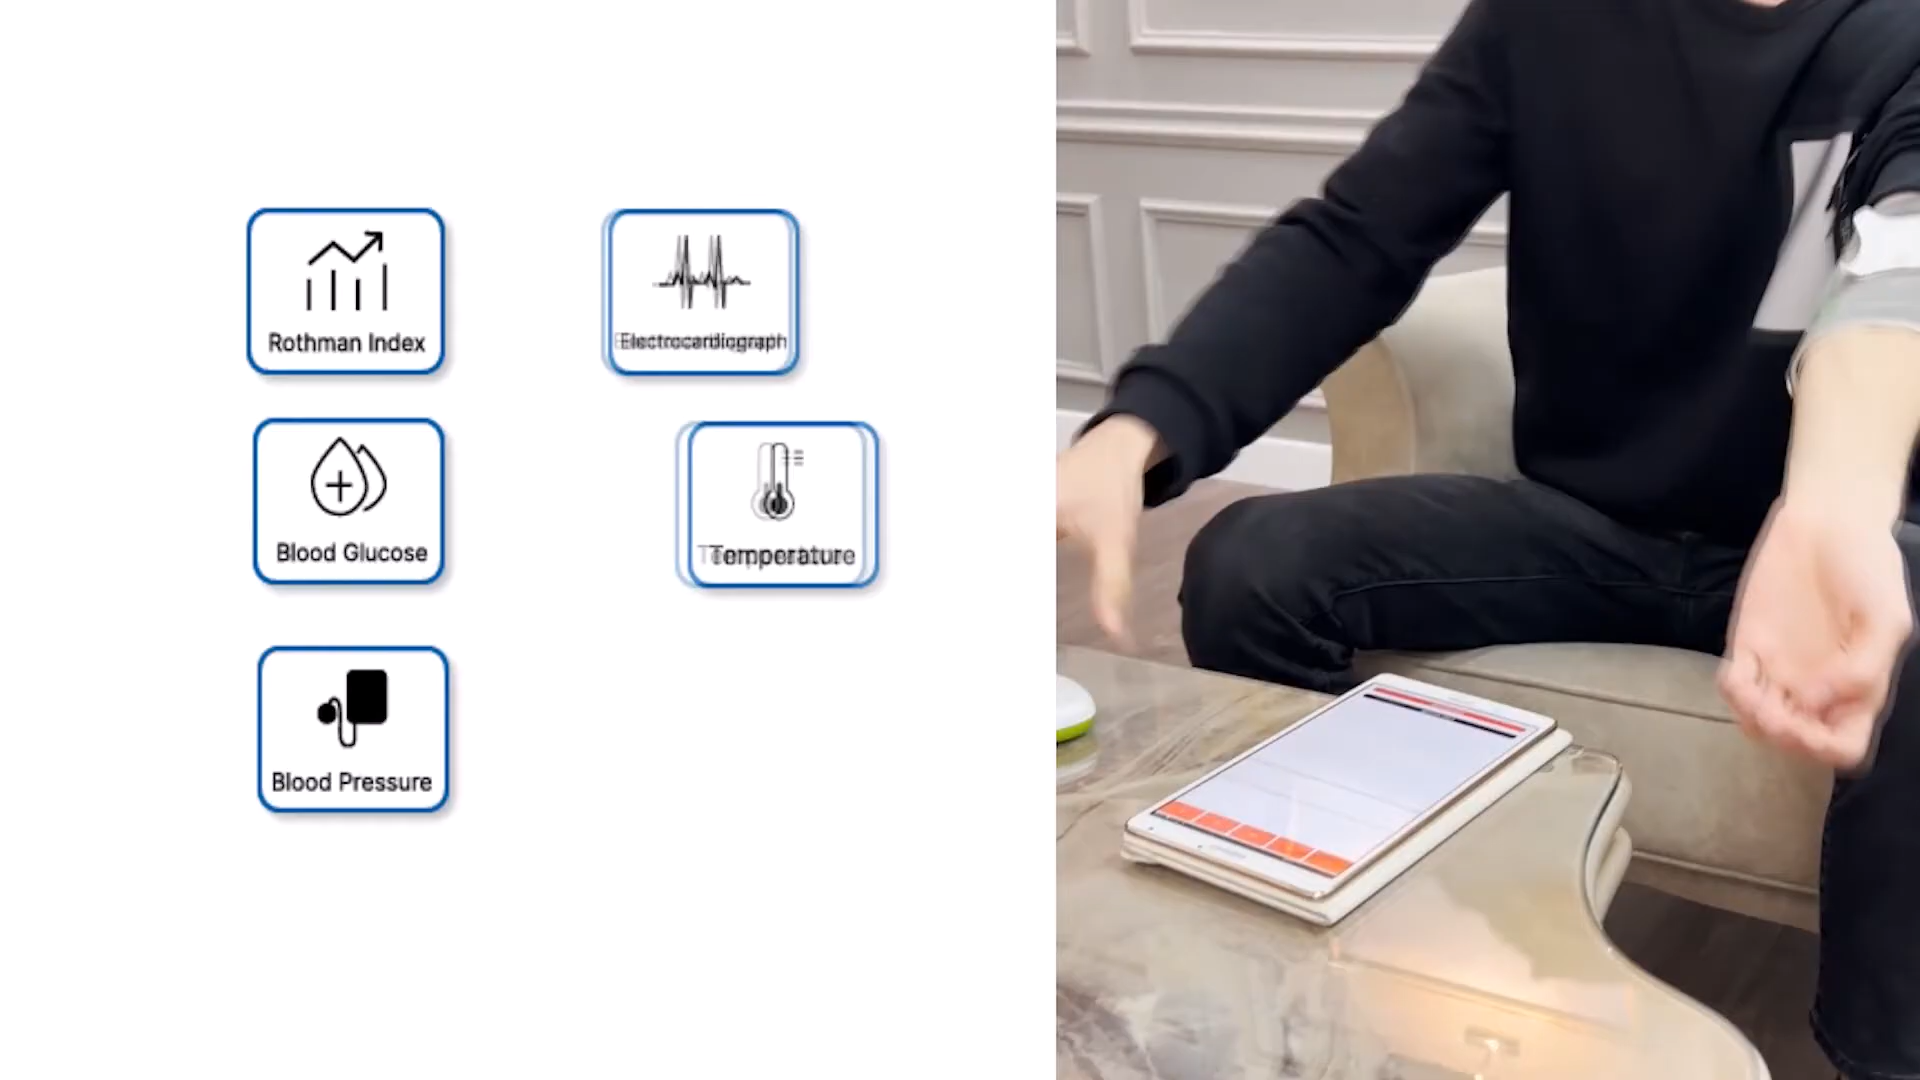 Rothman Index
Electrocardiograph
Blood Glucose
Temperature
Blood Pressure